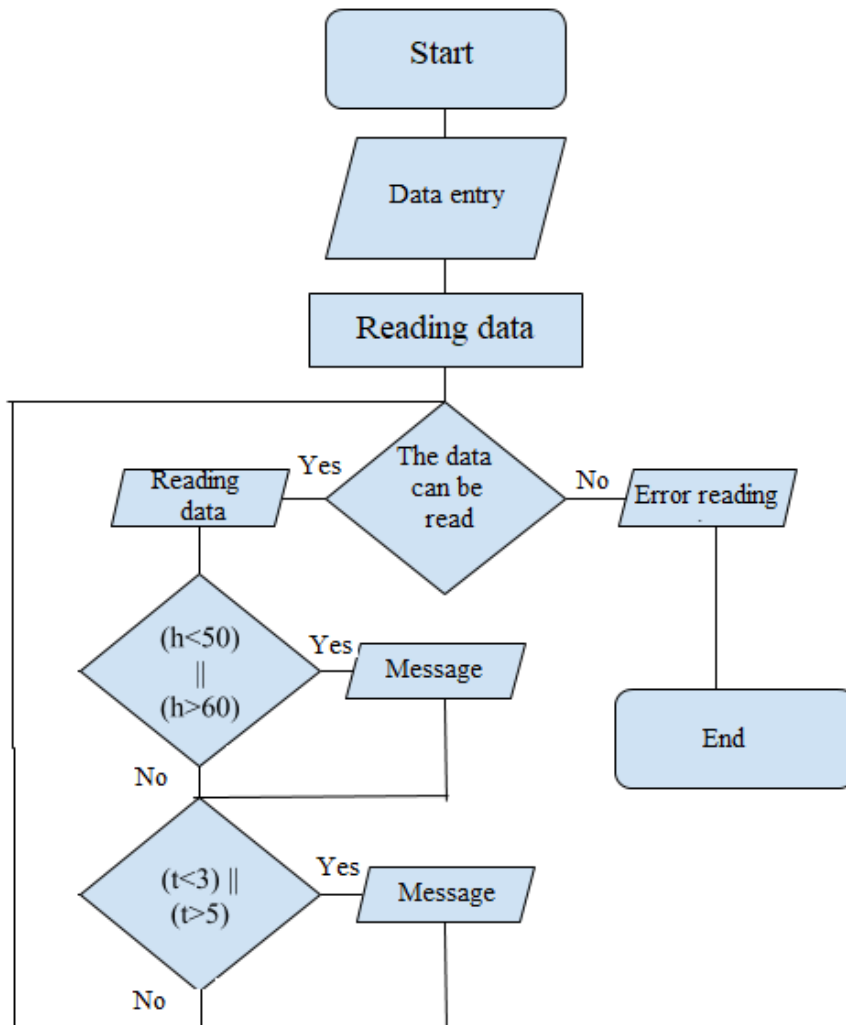 Start
Data entry
Reading data
The data
can be
read
Yes
No
Reading
data
Error reading
(h<50)
||
(h>60)
Yes
Message
No
End
(t<3) ||
(t>5)
Yes
Message
No